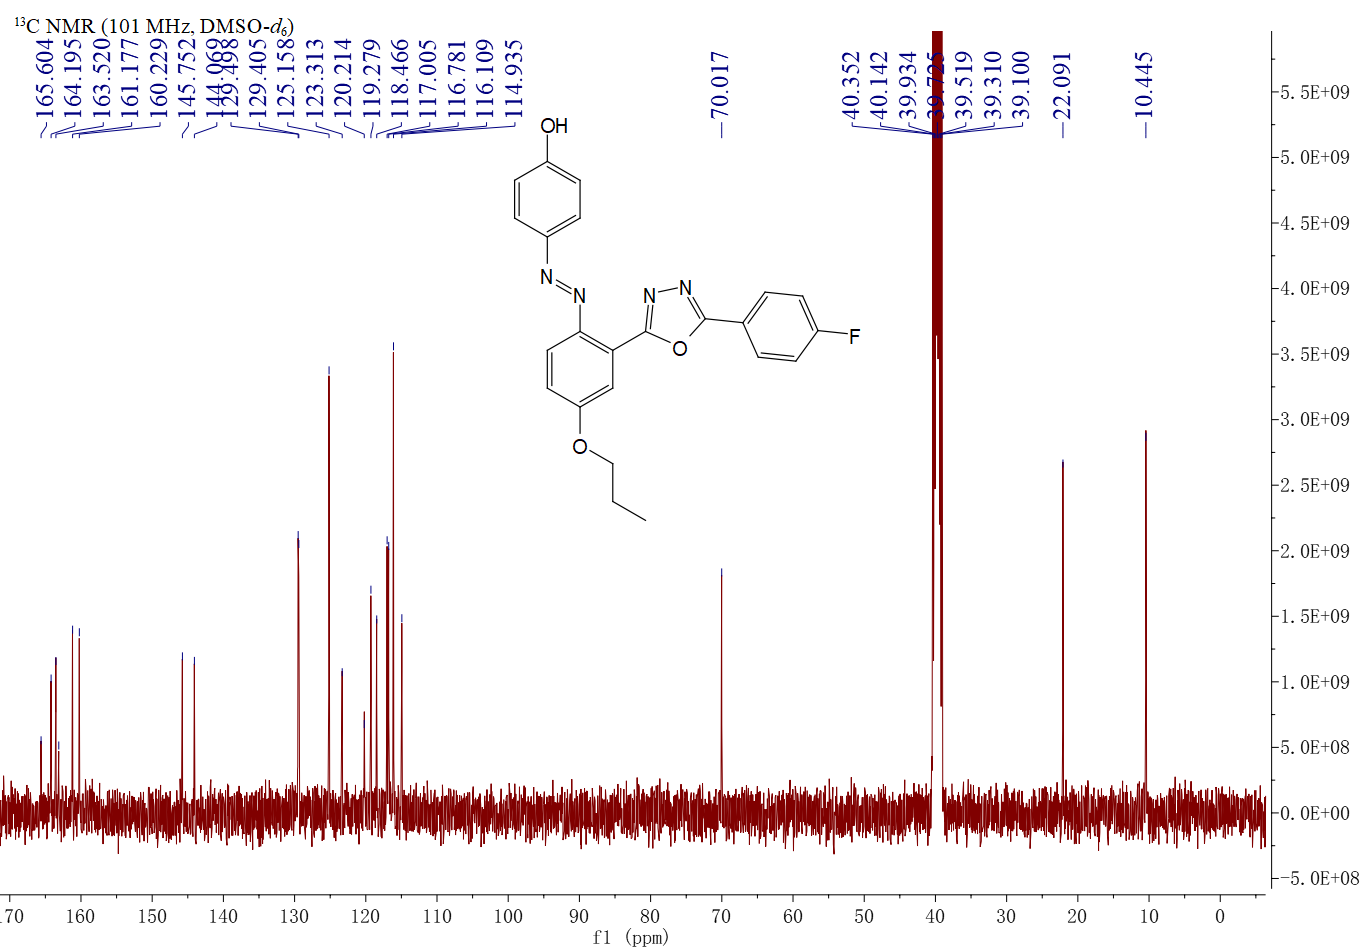 13C NMR (101 MHz, DMSO-d6)
165.604
164.195
163.520
161.177
160.229
145.752
144.069
129.498
129.405
125.158
123.313
120.214
119.279
118.466
117.005
116.781
116.109
114.935
70.017
40.352
40.142
39.934
39.725
39.519
39.310
39.100
22.091
10.445
OH
N
N
N
N
O
F
O
5.5E+09
5.0E+09
4.5E+09
4.0E+09
3.5E+09
3.0E+09
2.5E+09
2.0E+09
1.5E+09
1.0E+09
5.0E+08
0.0E+00
-5.0E+08
170 160 150 140 130 120 110 100 90 80 70 60 50 40 30 20 10 0
f1 (ppm)